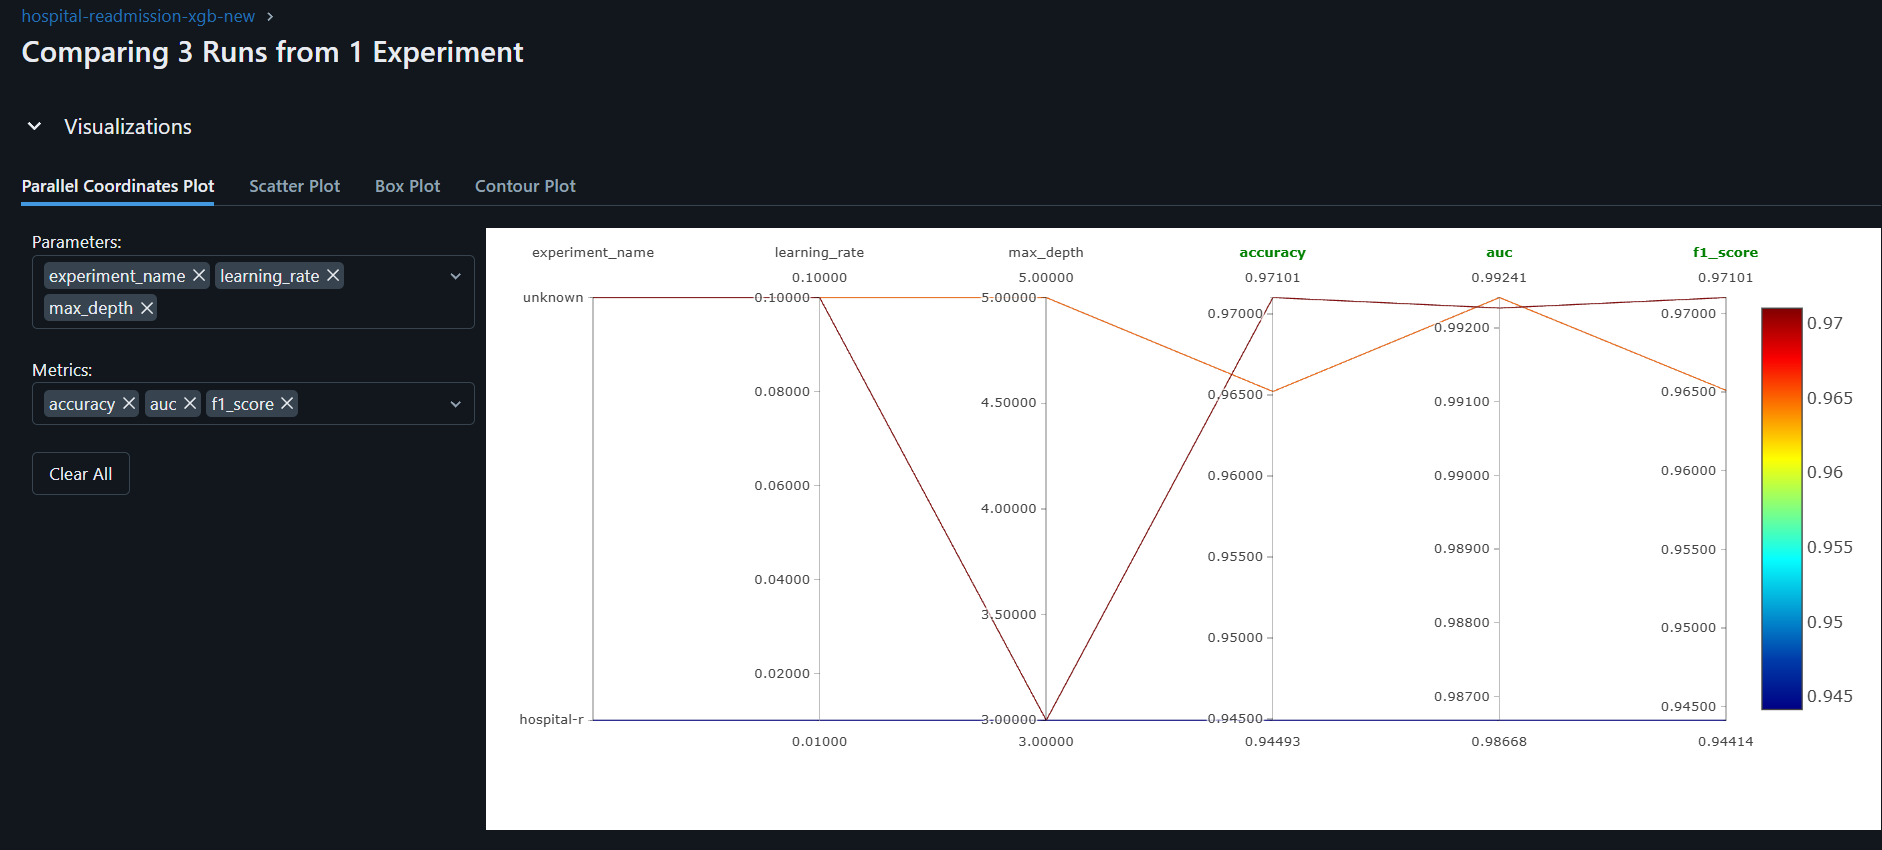 hospital-readmission-xgb-new >
Comparing 3 Runs from 1 Experiment
Visualizations
Parallel Coordinates Plot Scatter Plot Box Plot Contour Plot
Parameters:
experiment_name learning_rate
max_depth
Metrics:
accuracy auc f1_score
Clear All
experiment_name learning_rate max_depth accuracy auc f1_score
0.10000 5.00000 0.97101 0.99241 0.97101
unknown
hospital-r
0.10000
0.08000
0.06000
0.04000
0.02000
0.01000
5.00000
4.50000
4.00000
3.50000
3.00000
3.00000
0.97000
0.96500
0.96000
0.95500
0.95000
0.94500
0.94493
0.99200
0.99100
0.99000
0.98900
0.98800
0.98700
0.98668
0.97000
0.96500
0.96000
0.95500
0.95000
0.94500
0.94414
0.97
0.965
0.96
0.955
0.95
0.945